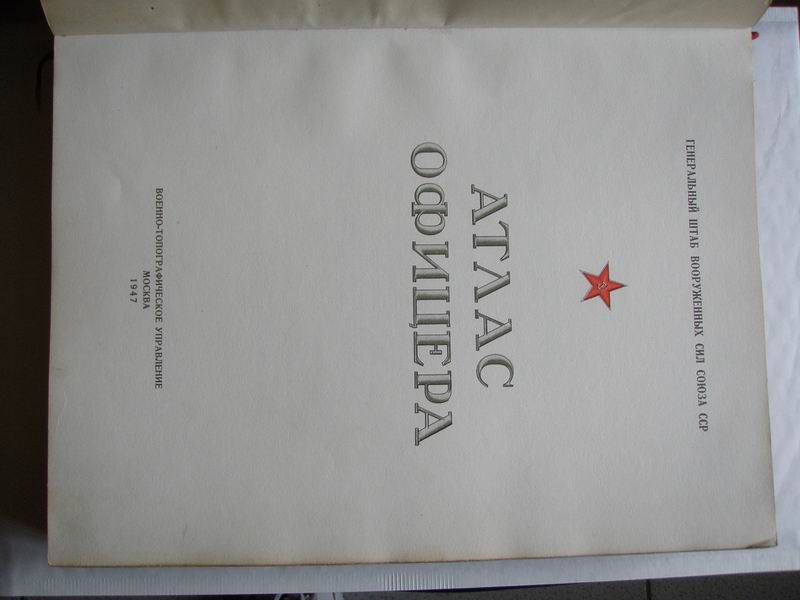 ГЕНЕРАЛЬНЫЙ ШТАБ ВООРУЖЕННЫХ СИЛ СОЮЗА ССР
АТЛАС
ОФИЦЕРА
ВОЕННО-ТОПОГРАФИЧЕСКОЕ УПРАВЛЕНИЕ
МОСКВА
1947